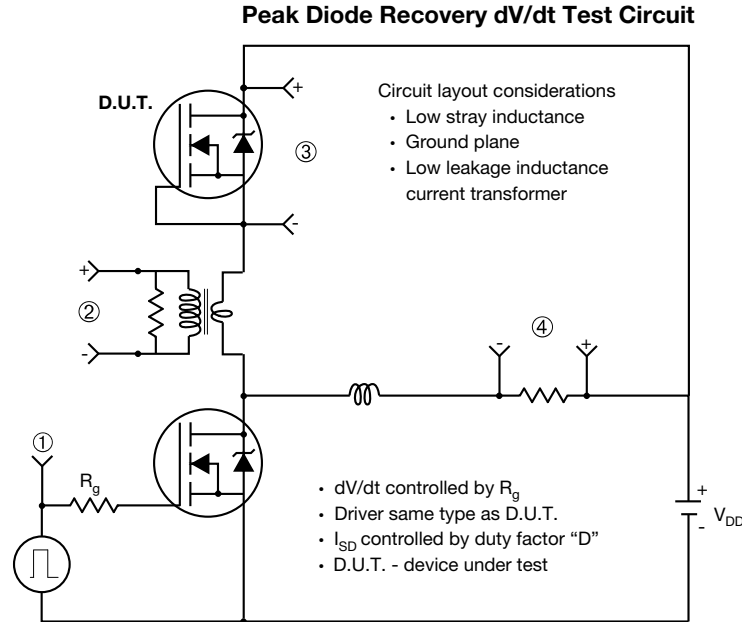 Peak Diode Recovery dV/dt Test Circuit
D.U.T.
+
③
-
Circuit layout considerations
• Low stray inductance
• Ground plane
• Low leakage inductance
current transformer
+
②
-
-
④
+
①
Rg
• dV/dt controlled by Rg
• Driver same type as D.U.T.
• ISD controlled by duty factor “D”
• D.U.T. - device under test
+
-
VDD